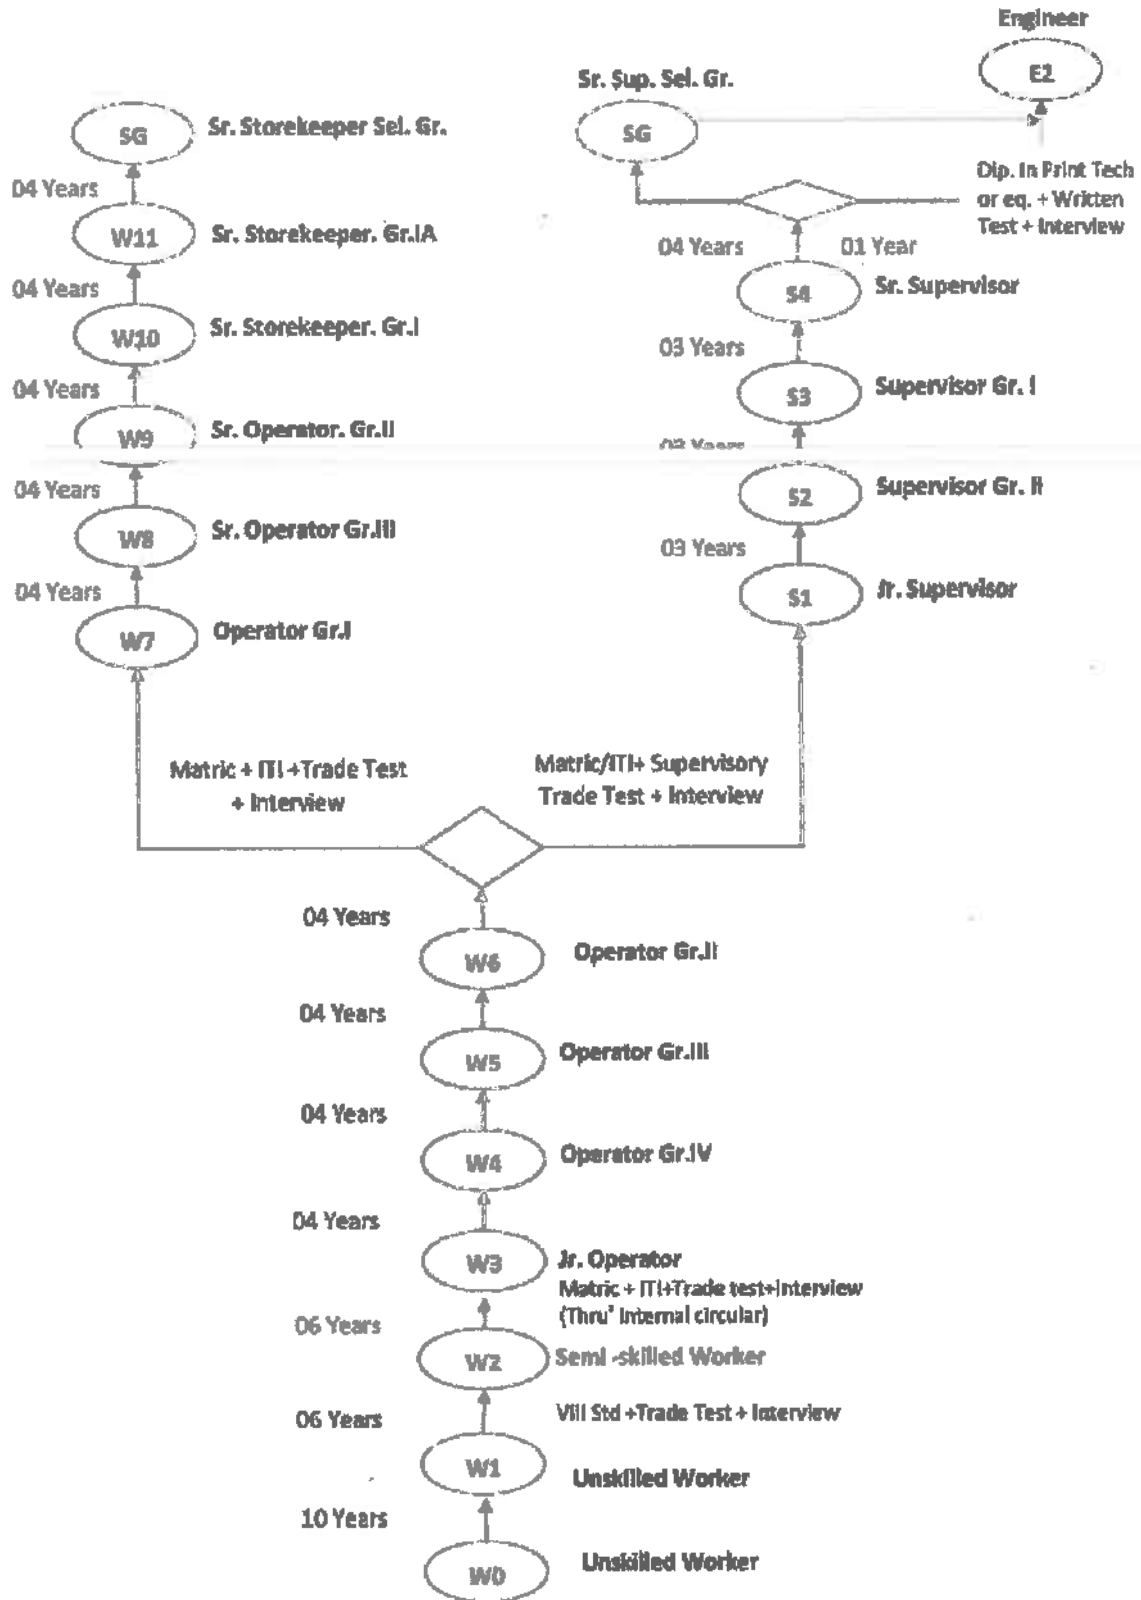 Engineer
E2
Sr. Sup. Sel. Gr.
SG
Dip. In Print Tech
or eq. + Written
Test + Interview
04 Years
01 Year
S4
Sr. Supervisor
03 Years
S3
Supervisor Gr. I
Years
S2
Supervisor Gr. II
03 Years
S1
Jr. Supervisor
SG
Sr. Storekeeper Sel. Gr.
04 Years
W11
Sr. Storekeeper. Gr.IA
04 Years
W10
Sr. Storekeeper. Gr.I
04 Years
W9
Sr. Operator. Gr.II
04 Years
W8
Sr. Operator Gr.III
04 Years
W7
Operator Gr.I
Matric + ITI +Trade Test
+ Interview
Matric/ITI+ Supervisory
Trade Test + Interview
04 Years
W6
Operator Gr.II
04 Years
W5
Operator Gr.III
04 Years
W4
Operator Gr.IV
04 Years
W3
Jr. Operator
Matric + ITI+Trade test+Interview
(Thru' Internal circular)
06 Years
W2
Semi -skilled Worker
06 Years
VIII Std +Trade Test + Interview
W1
Unskilled Worker
10 Years
W0
Unskilled Worker